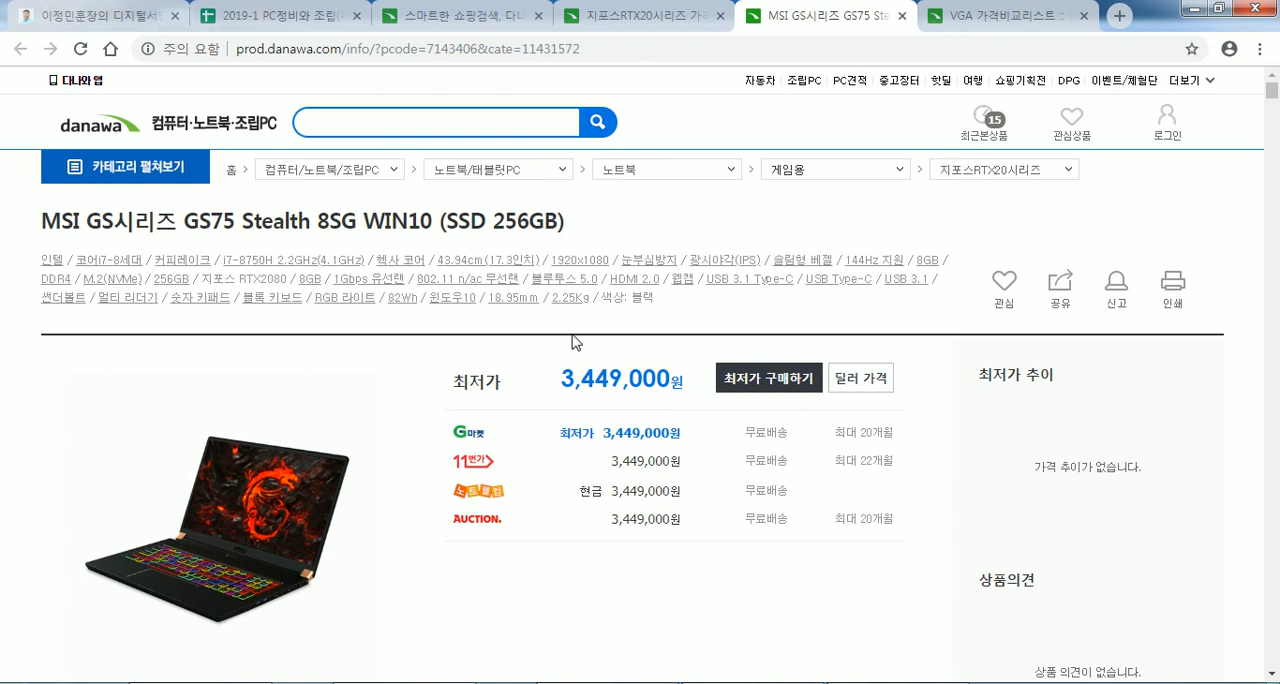 이정민훈장의 디지털서당
2019-1 PC정비와 조립(
스마트한 쇼핑검색, 다나
지포스RTX20시리즈 가격
MSI GS시리즈 GS75 Ste
VGA 가격비교리스트
주의 요함 | prod.danawa.com/info/?pcode=7143406&cate=11431572
다나와 앱
자동차 조립PC PC견적 중고장터 핫딜 여행 쇼핑기획전 DPG 이벤트/체험단 더보기
danawa 컴퓨터·노트북·조립PC
15
최근본상품 관심상품 로그인
카테고리 펼쳐보기 홈 > 컴퓨터/노트북/조립PC > 노트북/태블릿PC > 노트북 > 게임용 > 지포스RTX20시리즈
MSI GS시리즈 GS75 Stealth 8SG WIN10 (SSD 256GB)
인텔 / 코어i7-8세대 / 커피레이크 / i7-8750H 2.2GHz(4.1GHz) / 헥사 코어 / 43.94cm(17.3인치) / 1920x1080 / 눈부심방지 / 광시야각(IPS) / 슬림형 베젤 / 144Hz 지원 / 8GB /
DDR4 / M.2(NVMe) / 256GB / 지포스 RTX2080 / 8GB / 1Gbps 유선랜 / 802.11 n/ac 무선랜 / 블루투스 5.0 / HDMI 2.0 / 웹캠 / USB 3.1 Type-C / USB Type-C / USB 3.1 /
썬더볼트 / 멀티 리더기 / 숫자 키패드 / 블록 키보드 / RGB 라이트 / 82Wh / 윈도우10 / 18.95mm / 2.25Kg / 색상: 블랙
관심 공유 신고 인쇄
최저가 3,449,000원 최저가 구매하기 딜러 가격
G마켓 최저가 3,449,000원 무료배송 최대 20개월
11번가 3,449,000원 무료배송 최대 22개월
노트웰컴 현금 3,449,000원 무료배송
AUCTION. 3,449,000원 무료배송 최대 20개월
최저가 추이
가격 추이가 없습니다.
상품의견
상품 의견이 없습니다.